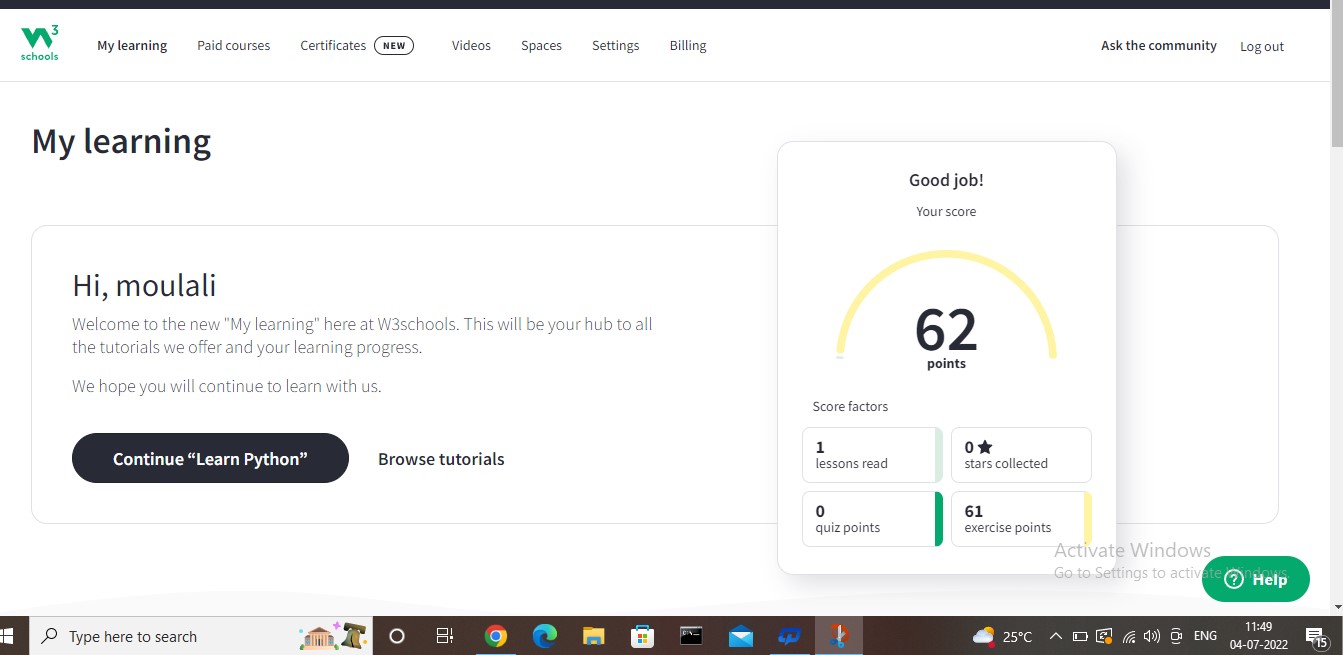 W3
schools
My learning
Paid courses
Certificates NEW
Videos
Spaces
Settings
Billing
Ask the community
Log out
My learning
Hi, moulali
Welcome to the new "My learning" here at W3schools. This will be your hub to all
the tutorials we offer and your learning progress.
We hope you will continue to learn with us.
Continue “Learn Python”
Browse tutorials
Good job!
Your score
62
points
Score factors
1
lessons read
0
stars collected
0
quiz points
61
exercise points
Activate Windows
Go to Settings to activate Windows.
Help
Type here to search
25°C
ENG
11:49
04-07-2022
15